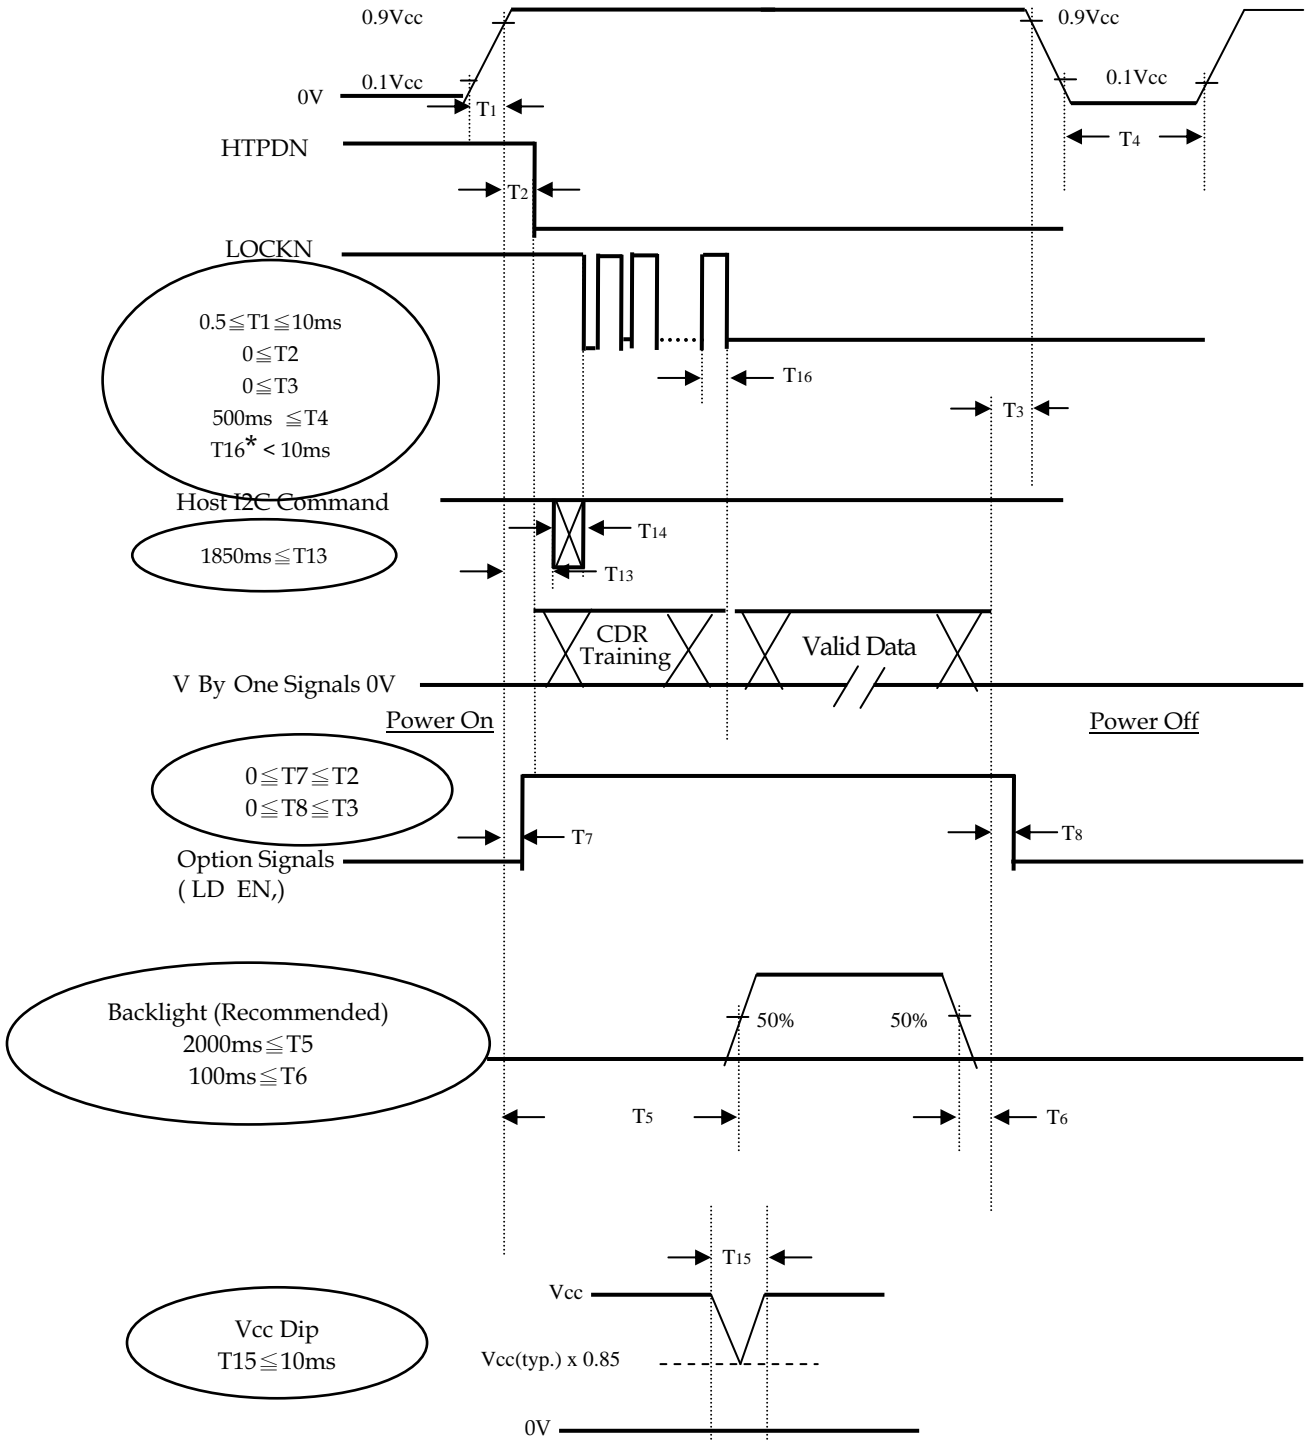 0.9Vcc
0.9Vcc
0.1Vcc
0.1Vcc
0V
T1
T4
HTPDN
T2
LOCKN
0.5≦T1≦10ms
0≦T2
0≦T3
500ms ≦T4
T16* < 10ms
T16
T3
Host I2C Command
T14
1850ms≦T13
T13
CDR
Training
Valid Data
V By One Signals 0V
Power On
Power Off
0≦T7≦T2
0≦T8≦T3
T7
T8
Option Signals
( LD EN,)
Backlight (Recommended)
2000ms≦T5
100ms≦T6
50%
50%
T5
T6
T15
Vcc
Vcc Dip
T15≦10ms
Vcc(typ.) x 0.85
0V